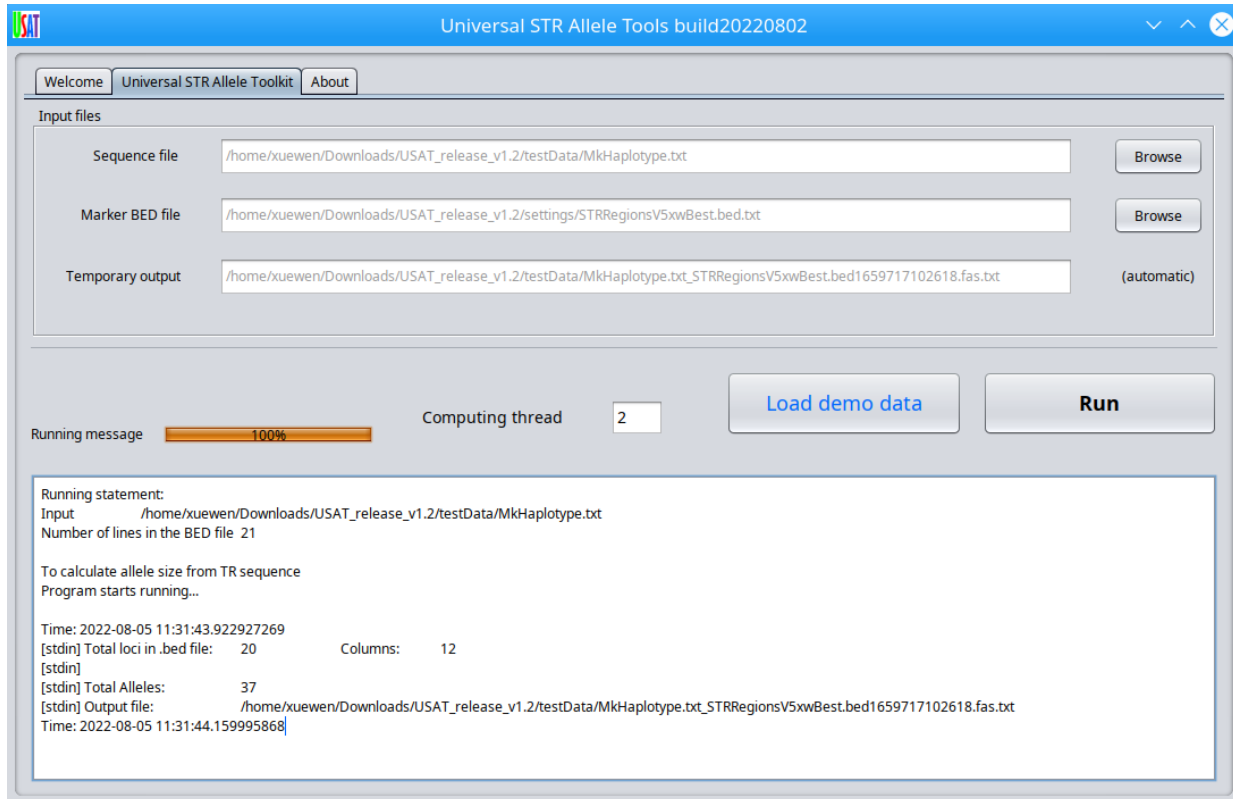 USAT Universal STR Allele Tools build20220802
Welcome Universal STR Allele Toolkit About
Input files
Sequence file /home/xuewen/Downloads/USAT_release_v1.2/testData/MkHaplotype.txt Browse
Marker BED file /home/xuewen/Downloads/USAT_release_v1.2/settings/STRRegionsV5xwBest.bed.txt Browse
Temporary output /home/xuewen/Downloads/USAT_release_v1.2/testData/MkHaplotype.txt_STRRegionsV5xwBest.bed1659717102618.fas.txt (automatic)
Running message 100% Computing thread 2 Load demo data Run
Running statement:
Input /home/xuewen/Downloads/USAT_release_v1.2/testData/MkHaplotype.txt
Number of lines in the BED file 21
To calculate allele size from TR sequence
Program starts running...
Time: 2022-08-05 11:31:43.922927269
[stdin] Total loci in .bed file: 20 Columns: 12
[stdin]
[stdin] Total Alleles: 37
[stdin] Output file: /home/xuewen/Downloads/USAT_release_v1.2/testData/MkHaplotype.txt_STRRegionsV5xwBest.bed1659717102618.fas.txt
Time: 2022-08-05 11:31:44.159995868